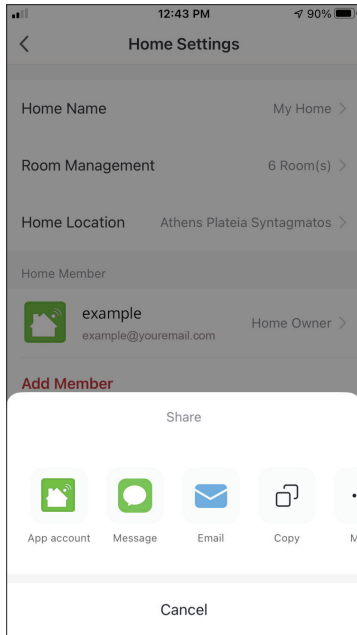 12:43 PM 90%
Home Settings
Home Name My Home
Room Management 6 Room(s)
Home Location Athens Plateia Syntagmatos
Home Member
example
example@youremail.com
Home Owner
Add Member
Share
App account Message Email Copy M
Cancel